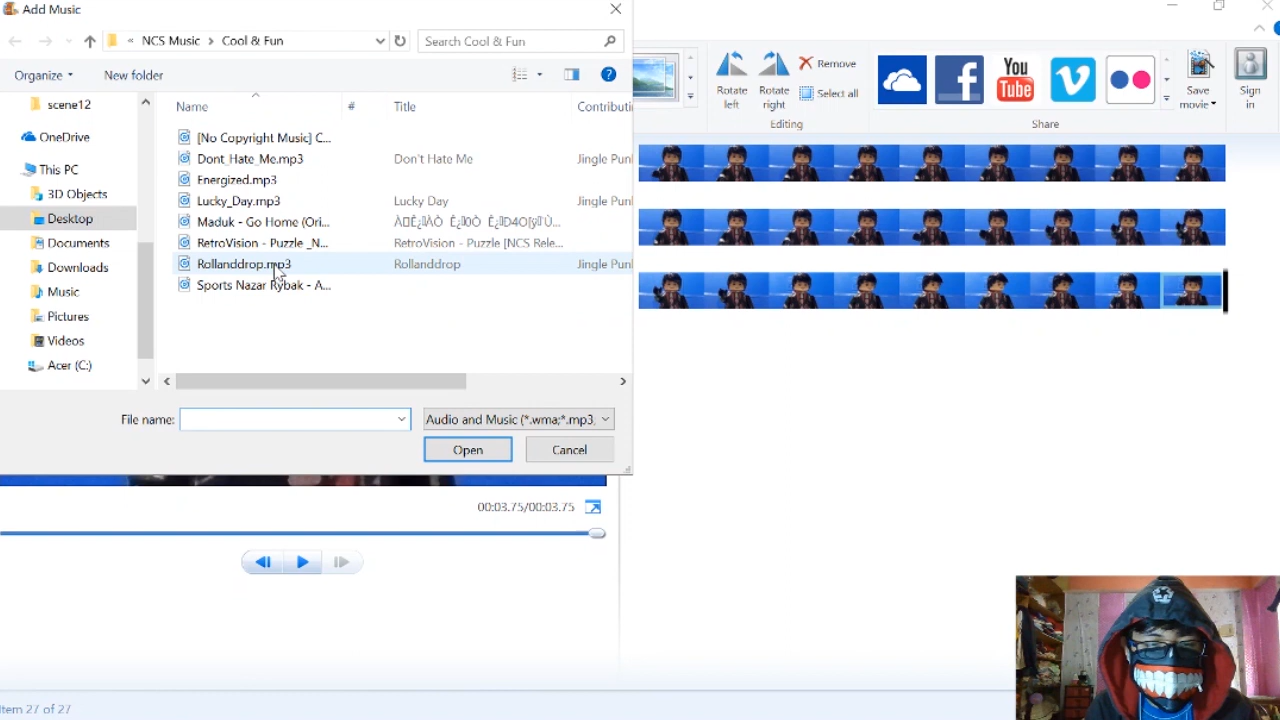 Add Music
« NCS Music > Cool & Fun
Search Cool & Fun
Organize
New folder
Name
#
Title
Contributi
scene12
OneDrive
This PC
3D Objects
Desktop
Documents
Downloads
Music
Pictures
Videos
Acer (C:)
[No Copyright Music] C...
Dont_Hate_Me.mp3 Don't Hate Me Jingle Punk
Energized.mp3
Lucky_Day.mp3 Lucky Day Jingle Punk
Maduk - Go Home (Ori...
RetroVision - Puzzle _N... RetroVision - Puzzle [NCS Rele...
Rollanddrop.mp3 Rollanddrop Jingle Punk
Sports Nazar Rybak - A...
File name:
Audio and Music (*.wma;*.mp3,
Open
Cancel
Rotate left
Rotate right
Remove
Select all
Editing
You Tube
Share
Save movie
Sign in
00:03.75/00:03.75
Item 27 of 27